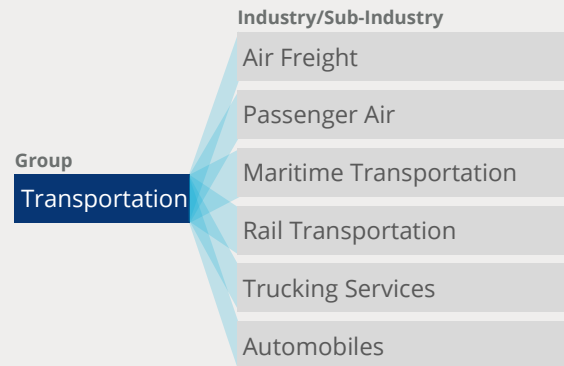 Industry/Sub-Industry
Air Freight
Passenger Air
Group
Maritime Transportation
Transportation
Rail Transportation
Trucking Services
Automobiles